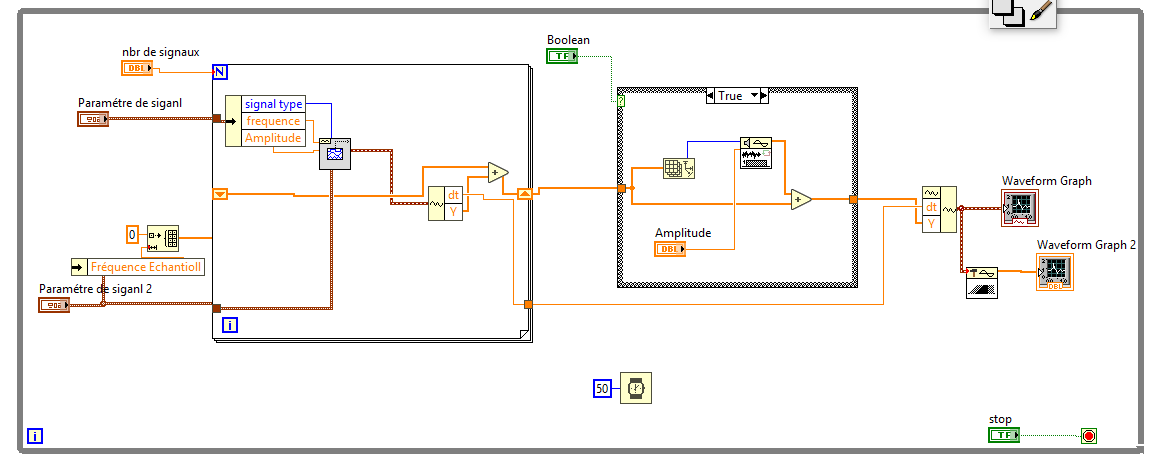 nbr de signaux
DBL
N
Paramétre de siganl
signal type
frequence
Amplitude
dt
Y
0
Fréquence Echantioll
Paramétre de siganl 2
i
Boolean
TF
?
True
Amplitude
DBL
dt
Y
Waveform Graph
Waveform Graph 2
DBL
50
stop
TF
i